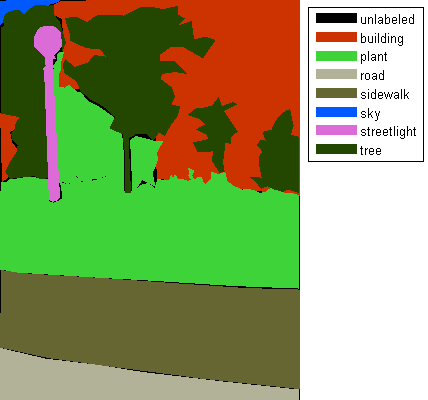 unlabeled
building
plant
road
sidewalk
sky
streetlight
tree